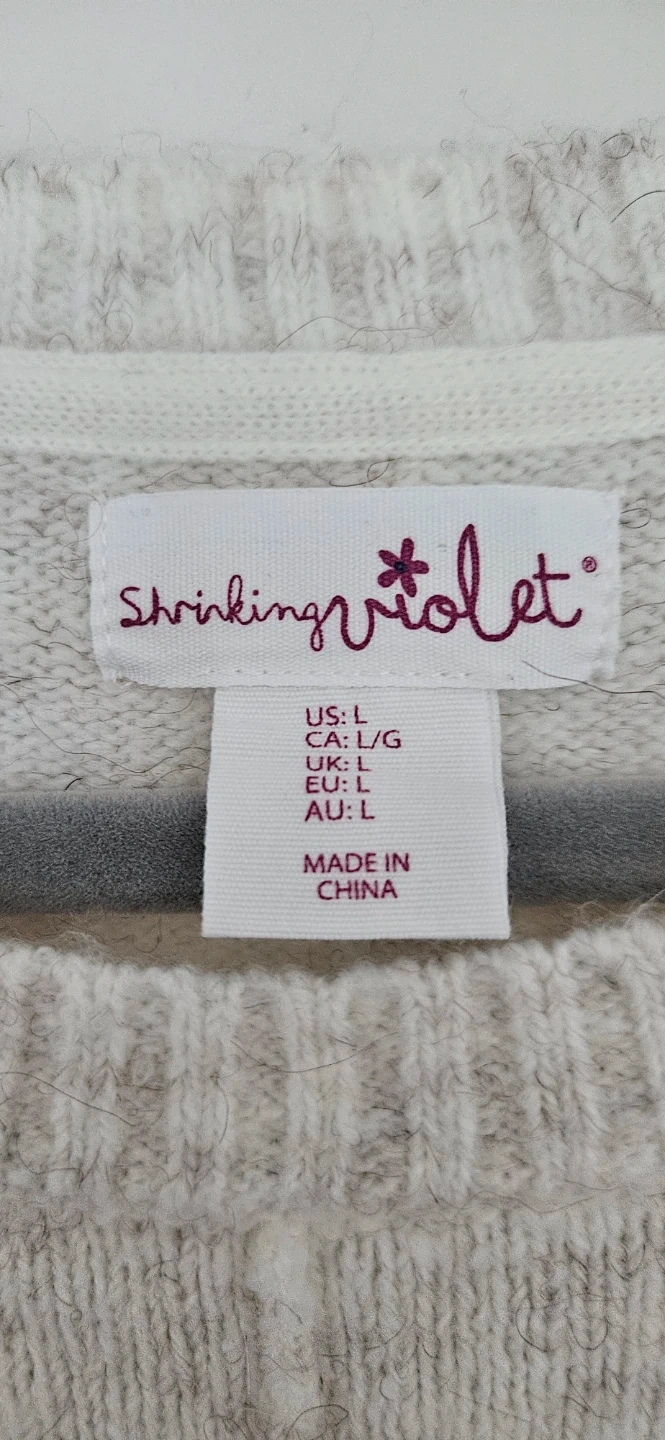 Shrinking violet®
US: L
CA: L/G
UK: L
EU: L
AU: L
MADE IN
CHINA